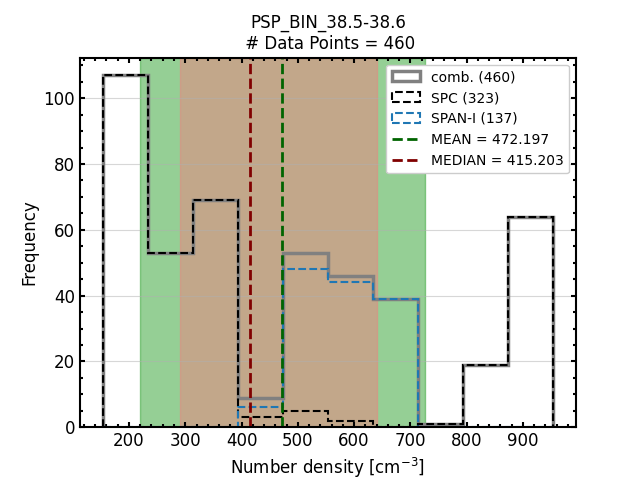 PSP_BIN_38.5-38.6
# Data Points = 460
comb. (460)
SPC (323)
SPAN-I (137)
MEAN = 472.197
MEDIAN = 415.203
Frequency
100
80
60
40
20
0
200 300 400 500 600 700 800 900
Number density [cm⁻³]